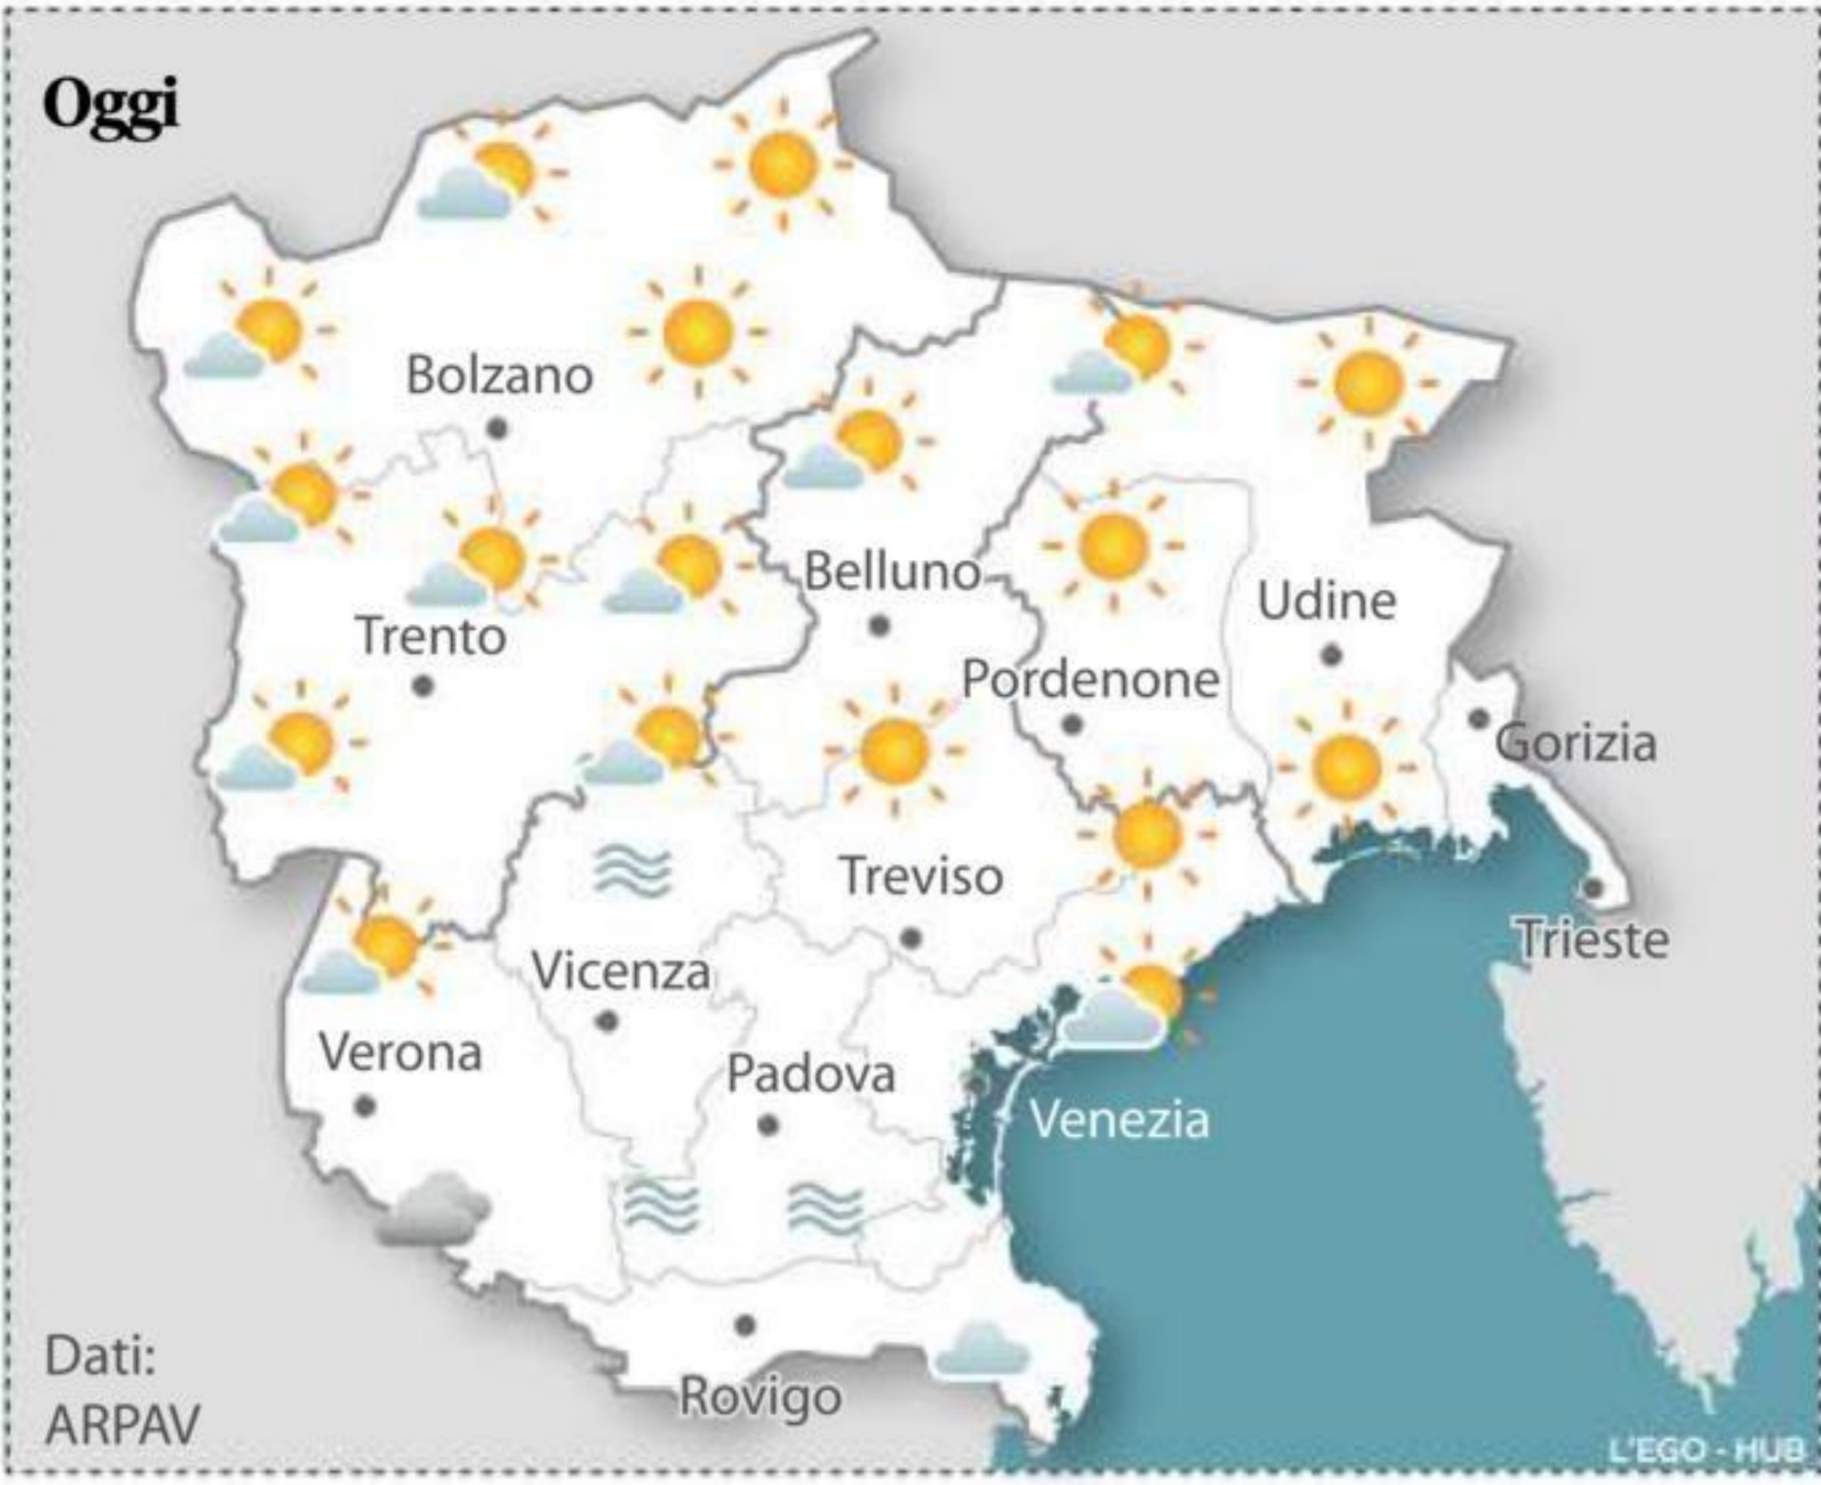 Oggi
Bolzano
Belluno
Trento
Udine
Pordenone
Gorizia
Treviso
Trieste
Vicenza
Verona
Padova
Venezia
Rovigo
Dati:
ARPAV
L'EGO - HUB